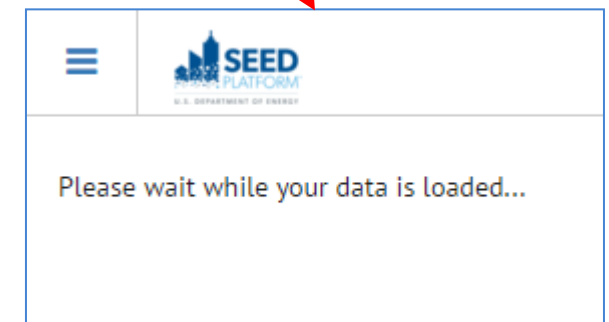 SEED
PLATFORM
U.S. DEPARTMENT OF ENERGY
Please wait while your data is loaded...